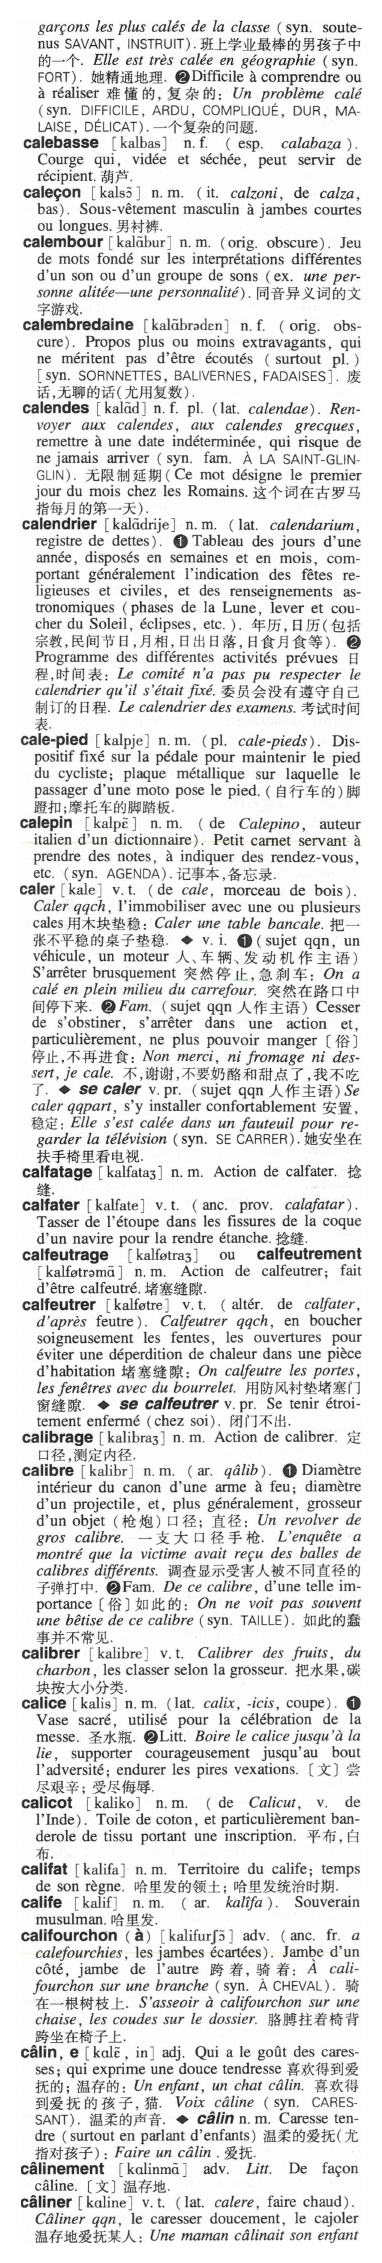 garçons les plus calés de la classe (syn. soute-
nus SAVANT, INSTRUIT). 班上学业最棒的男孩子中
的一个. Elle est très calée en géographie (syn.
FORT). 她精通地理. ❷Difficile à comprendre ou
à réaliser 难懂的,复杂的: Un problème calé
(syn. DIFFICILE, ARDU, COMPLIQUÉ, DUR, MA-
LAISE, DÉLICAT). 一个复杂的问题.
calebasse [kalbas] n. f. ( esp. calabaza ).
Courge qui, vidée et séchée, peut servir de
récipient. 葫芦.
caleçon [kalsɔ̃] n. m. (it. calzoni, de calza,
bas). Sous-vêtement masculin à jambes courtes
ou longues. 男衬裤.
calembour [kalɑ̃bur] n. m. (orig. obscure). Jeu
de mots fondé sur les interprétations différentes
d'un son ou d'un groupe de sons (ex. une per-
sonne alitée—une personnalité). 同音异义词的文
字游戏.
calembredaine [kalɑ̃brədɛn] n. f. ( orig. obs-
cure). Propos plus ou moins extravagants, qui
ne méritent pas d'être écoutés (surtout pl.)
[syn. SORNNETTES, BALIVERNES, FADAISES]. 废
话,无聊的话(尤用复数).
calendes [kalɑ̃d] n. f. pl. (lat. calendae). Ren-
voyer aux calendes, aux calendes grecques,
remettre à une date indéterminée, qui risque de
ne jamais arriver (syn. fam. À LA SAINT-GLIN-
GLIN). 无限制延期(Ce mot désigne le premier
jour du mois chez les Romains. 这个词在古罗马
指每月的第一天).
calendrier [kalɑ̃drije] n. m. (lat. calendarium,
registre de dettes). ❶Tableau des jours d'une
année, disposés en semaines et en mois, com-
portant généralement l'indication des fêtes re-
ligieuses et civiles, et des renseignements as-
tronomiques (phases de la Lune, lever et cou-
cher du Soleil, éclipses, etc.). 年历,日历(包括
宗教,民间节日,月相,日出日落,日食月食等). ❷
Programme des différentes activités prévues 日
程,时间表: Le comité n'a pas pu respecter le
calendrier qu'il s'était fixé. 委员会没有遵守自己
制订的日程. Le calendrier des examens. 考试时间
表.
cale-pied [kalpje] n. m. (pl. cale-pieds). Dis-
positif fixé sur la pédale pour maintenir le pied
du cycliste; plaque métallique sur laquelle le
passager d'une moto pose le pied. (自行车的)脚
蹬扣;摩托车的脚踏板.
calepin [kalpɛ̃] n. m. (de Calepino, auteur
italien d'un dictionnaire). Petit carnet servant à
prendre des notes, à indiquer des rendez-vous,
etc. (syn. AGENDA). 记事本,备忘录.
caler [kale] v. t. (de cale, morceau de bois).
Caler qqch, l'immobiliser avec une ou plusieurs
cales 用木块垫稳: Caler une table bancale. 把一
张不平稳的桌子垫稳. ◆ v. i. ❶(sujet qqn, un
véhicule, un moteur 人、车辆、发动机作主语)
S'arrêter brusquement 突然停止,急刹车: On a
calé en plein milieu du carrefour. 突然在路口中
间停下来. ❷Fam. (sujet qqn 人作主语) Cesser
de s'obstiner, s'arrêter dans une action et,
particulièrement, ne plus pouvoir manger 〔俗〕
停止,不再进食: Non merci, ni fromage ni des-
sert, je cale. 不,谢谢,不要奶酪和甜点了,我不吃
了. ◆ se caler v. pr. (sujet qqn 人作主语) Se
caler qqpart, s'y installer confortablement 安置,
稳定: Elle s'est calée dans un fauteuil pour re-
garder la télévision (syn. SE CARRER). 她安坐在
扶手椅里看电视.
calfatage [kalfataʒ] n. m. Action de calfater. 捻
缝.
calfater [kalfate] v. t. ( anc. prov. calafatar).
Tasser de l'étoupe dans les fissures de la coque
d'un navire pour la rendre étanche. 捻缝.
calfeutrage [kalføtraʒ] ou calfeutrement
[kalføtrəmɑ̃] n. m. Action de calfeutrer; fait
d'être calfeutré. 堵塞缝隙.
calfeutrer [kalføtre] v. t. ( altér. de calfater,
d'après feutre). Calfeutrer qqch, en boucher
soigneusement les fentes, les ouvertures pour
éviter une déperdition de chaleur dans une pièce
d'habitation 堵塞缝隙: On calfeutre les portes,
les fenêtres avec du bourrelet. 用防风衬垫堵塞门
窗缝隙. ◆ se calfeutrer v. pr. Se tenir étroi-
tement enfermé (chez soi). 闭门不出.
calibrage [kalibraʒ] n. m. Action de calibrer. 定
口径,测定内径.
calibre [kalibr] n. m. (ar. qâlib). ❶ Diamètre
intérieur du canon d'une arme à feu; diamètre
d'un projectile, et, plus généralement, grosseur
d'un objet (枪炮)口径; 直径: Un revolver de
gros calibre. 一支大口径手枪. L'enquête a
montré que la victime avait reçu des balles de
calibres différents. 调查显示受害人被不同直径的
子弹打中. ❷Fam. De ce calibre, d'une telle im-
portance 〔俗〕如此的: On ne voit pas souvent
une bêtise de ce calibre (syn. TAILLE). 如此的蠢
事并不常见.
calibrer [kalibre] v. t. Calibrer des fruits, du
charbon, les classer selon la grosseur. 把水果,碳
块按大小分类.
calice [kalis] n. m. (lat. calix, -icis, coupe). ❶
Vase sacré, utilisé pour la célébration de la
messe. 圣水瓶. ❷Litt. Boire le calice jusqu'à la
lie, supporter courageusement jusqu'au bout
l'adversité; endurer les pires vexations. 〔文〕尝
尽艰辛; 受尽侮辱.
calicot [kaliko] n. m. ( de Calicut, v. de
l'Inde). Toile de coton, et particulièrement ban-
derole de tissu portant une inscription. 平布,白
布.
califat [kalifa] n. m. Territoire du calife; temps
de son règne. 哈里发的领土; 哈里发统治时期.
calife [kalif] n. m. ( ar. kalîfa). Souverain
musulman. 哈里发.
califourchon (à) [kalifurʃɔ̃] adv. (anc. fr. a
calefourchies, les jambes écartées). Jambe d'un
côté, jambe de l'autre 跨着,骑着: À cali-
fourchon sur une branche (syn. À CHEVAL). 骑
在一根树枝上. S'asseoir à califourchon sur une
chaise, les coudes sur le dossier. 胳膊拄着椅背
跨坐在椅子上.
câlin, e [kɑlɛ̃, in] adj. Qui a le goût des cares-
ses; qui exprime une douce tendresse 喜欢得到爱
抚的; 温存的: Un enfant, un chat câlin. 喜欢得
到爱抚的孩子,猫. Voix câline (syn. CARES-
SANT). 温柔的声音. ◆ câlin n. m. Caresse ten-
dre (surtout en parlant d'enfants) 温柔的爱抚(尤
指对孩子): Faire un câlin . 爱抚.
câlinement [kɑlinmɑ̃] adv. Litt. De façon
câline. 〔文〕温存地.
câliner [kɑline] v. t. (lat. calere, faire chaud).
Câliner qqn, le caresser doucement, le cajoler
温存地爱抚某人: Une maman câlinait son enfant